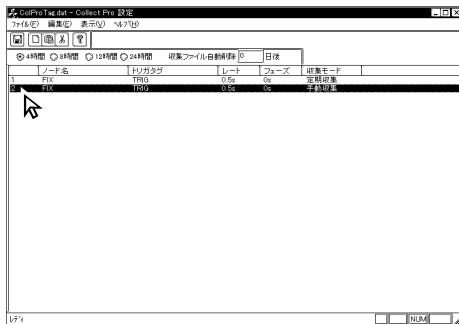 ColProTag.dat - Collect Pro 設定
ファイル(F) 編集(E) 表示(V) ヘルプ(H)
4時間 8時間 12時間 24時間 収集ファイル自動削除 0 日後
ノード名 トリガタグ レート フェーズ 収集モード
1 FIX TRIG 0.5s 0s 定期収集
2 FIX TRIG 0.5s 0s 手動収集
レディ NUM